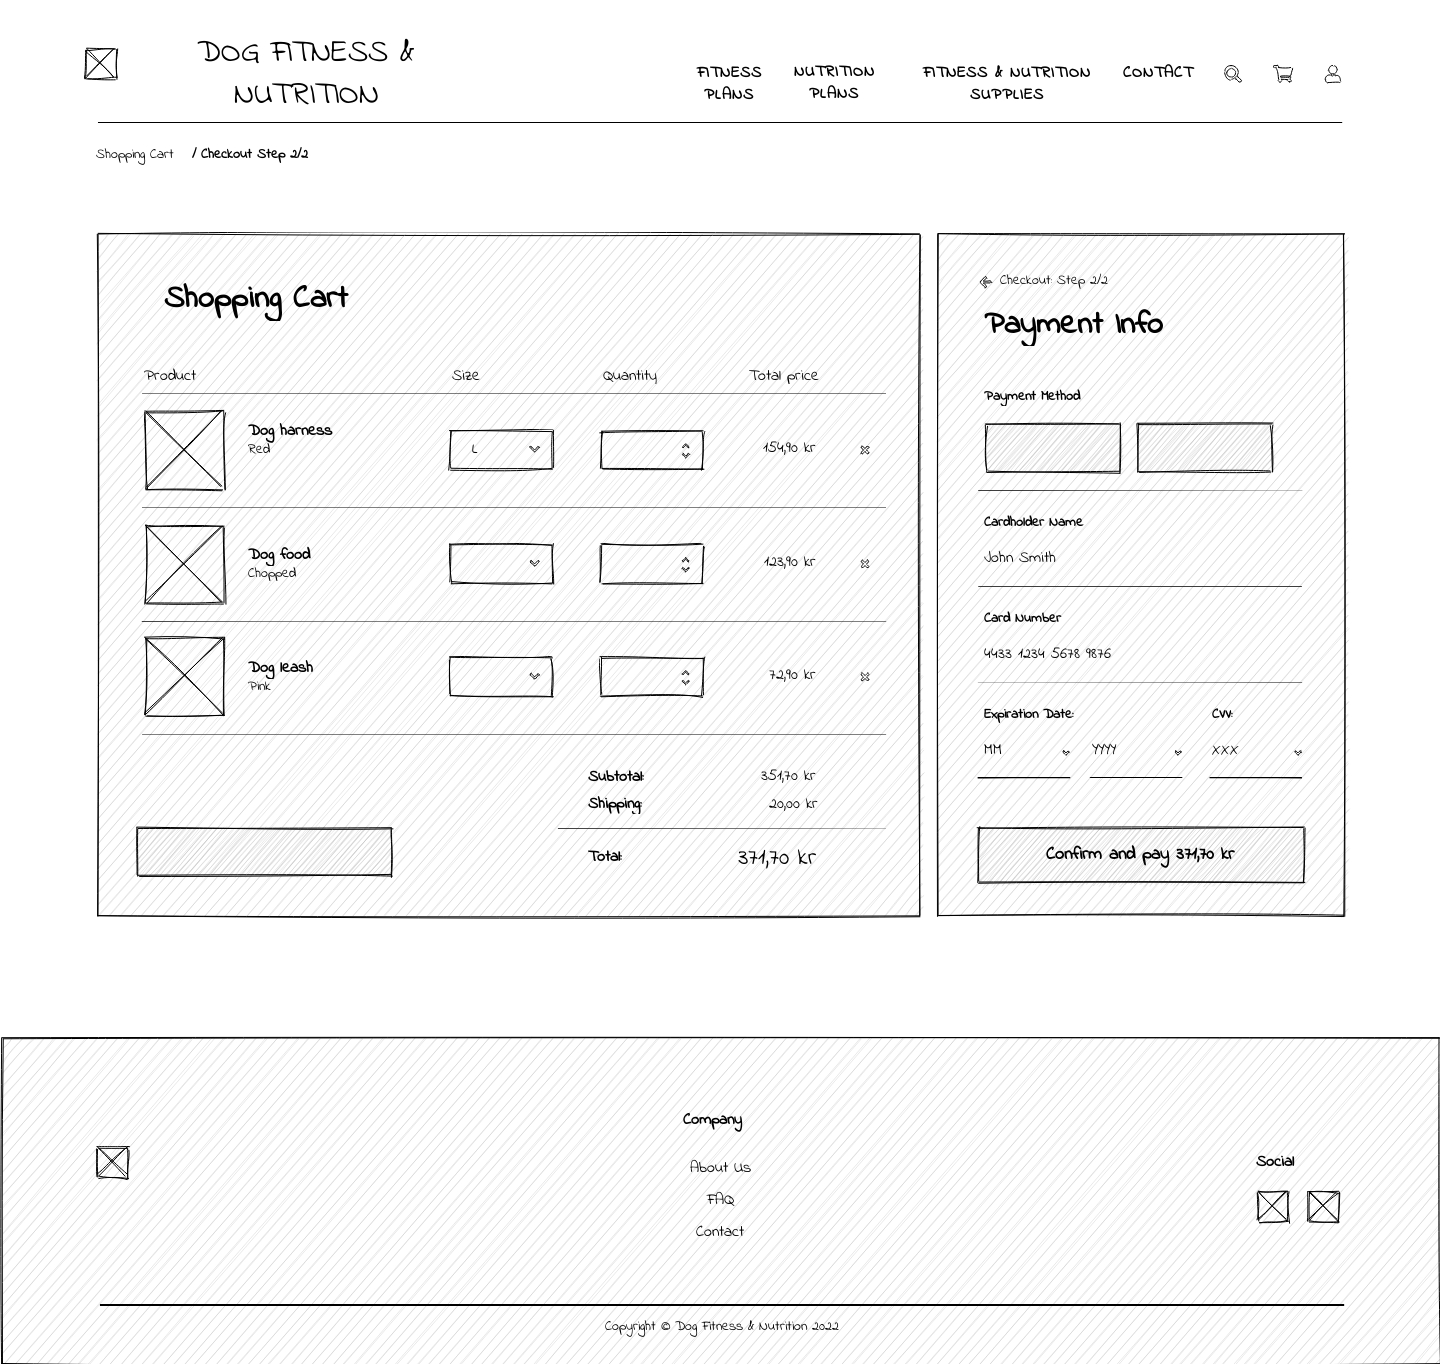 DOG FITNESS &
NUTRITION
FITNESS
PLANS
NUTRITION
PLANS
FITNESS & NUTRITION
SUPPLIES
CONTACT
Shopping Cart / Checkout Step 2/2
Shopping Cart
Product Size Quantity Total price
Dog harness
Red
L
154,90 kr
Dog food
Chopped
123,90 kr
Dog leash
Pink
72,90 kr
Subtotal: 351,70 kr
Shipping: 20,00 kr
Total: 371,70 kr
Checkout: Step 2/2
Payment Info
Payment Method
Cardholder Name
John Smith
Card Number
4433 1234 5678 9876
Expiration Date: CVV:
MM YYYY XXX
Confirm and pay 371,70 kr
Company
About Us
FAQ
Contact
Social
Copyright © Dog Fitness & Nutrition 2022